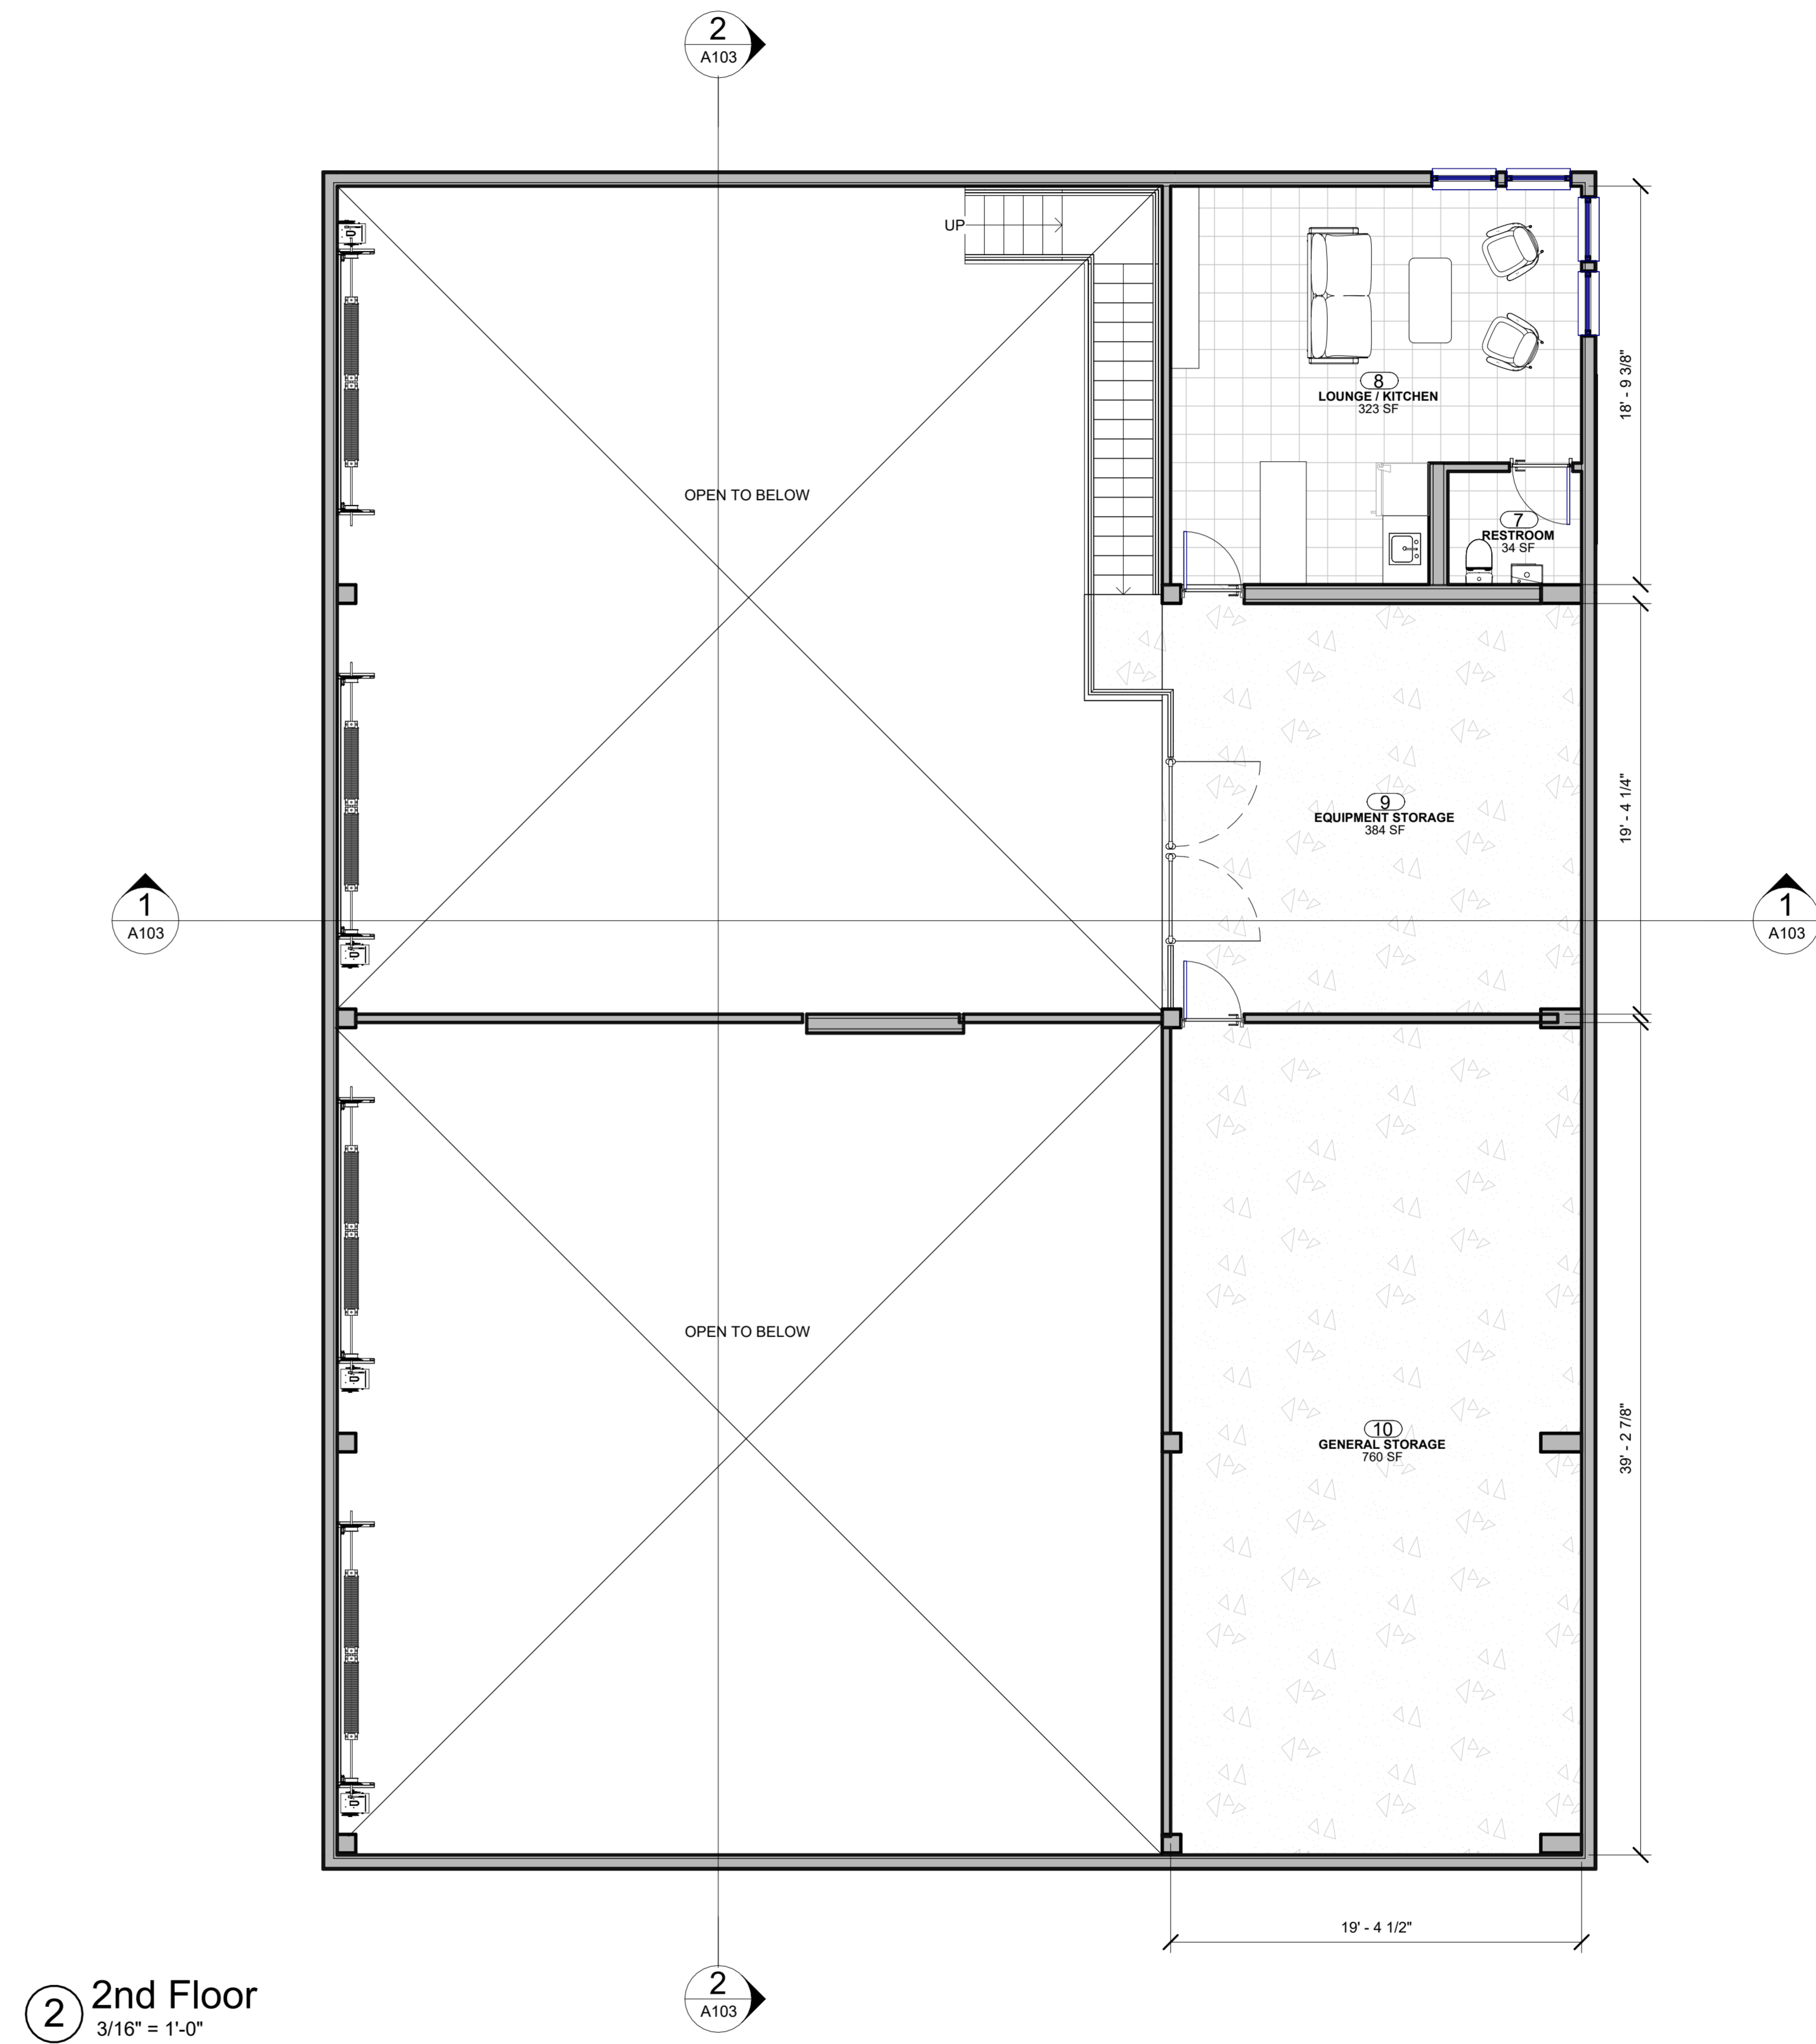 2
A103
UP
8
LOUNGE / KITCHEN
323 SF
18' - 9 3/8"
OPEN TO BELOW
7
RESTROOM
34 SF
9
EQUIPMENT STORAGE
384 SF
19' - 4 1/4"
1
A103
1
A103
OPEN TO BELOW
10
GENERAL STORAGE
760 SF
39' - 2 7/8"
19' - 4 1/2"
2
A103
2
2nd Floor
3/16" = 1'-0"